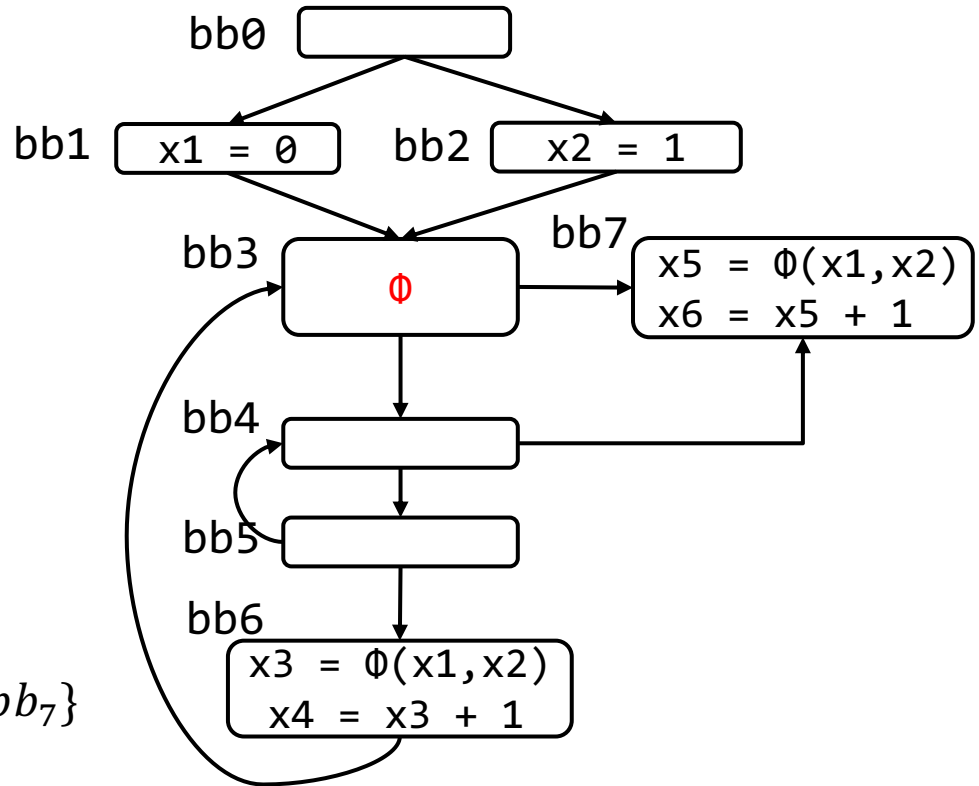 bb0
bb1
x1 = 0
bb2
x2 = 1
bb3
Φ
bb7
x5 = Φ(x1,x2)
x6 = x5 + 1
bb4
bb5
bb6
x3 = Φ(x1,x2)
x4 = x3 + 1
bb₇}